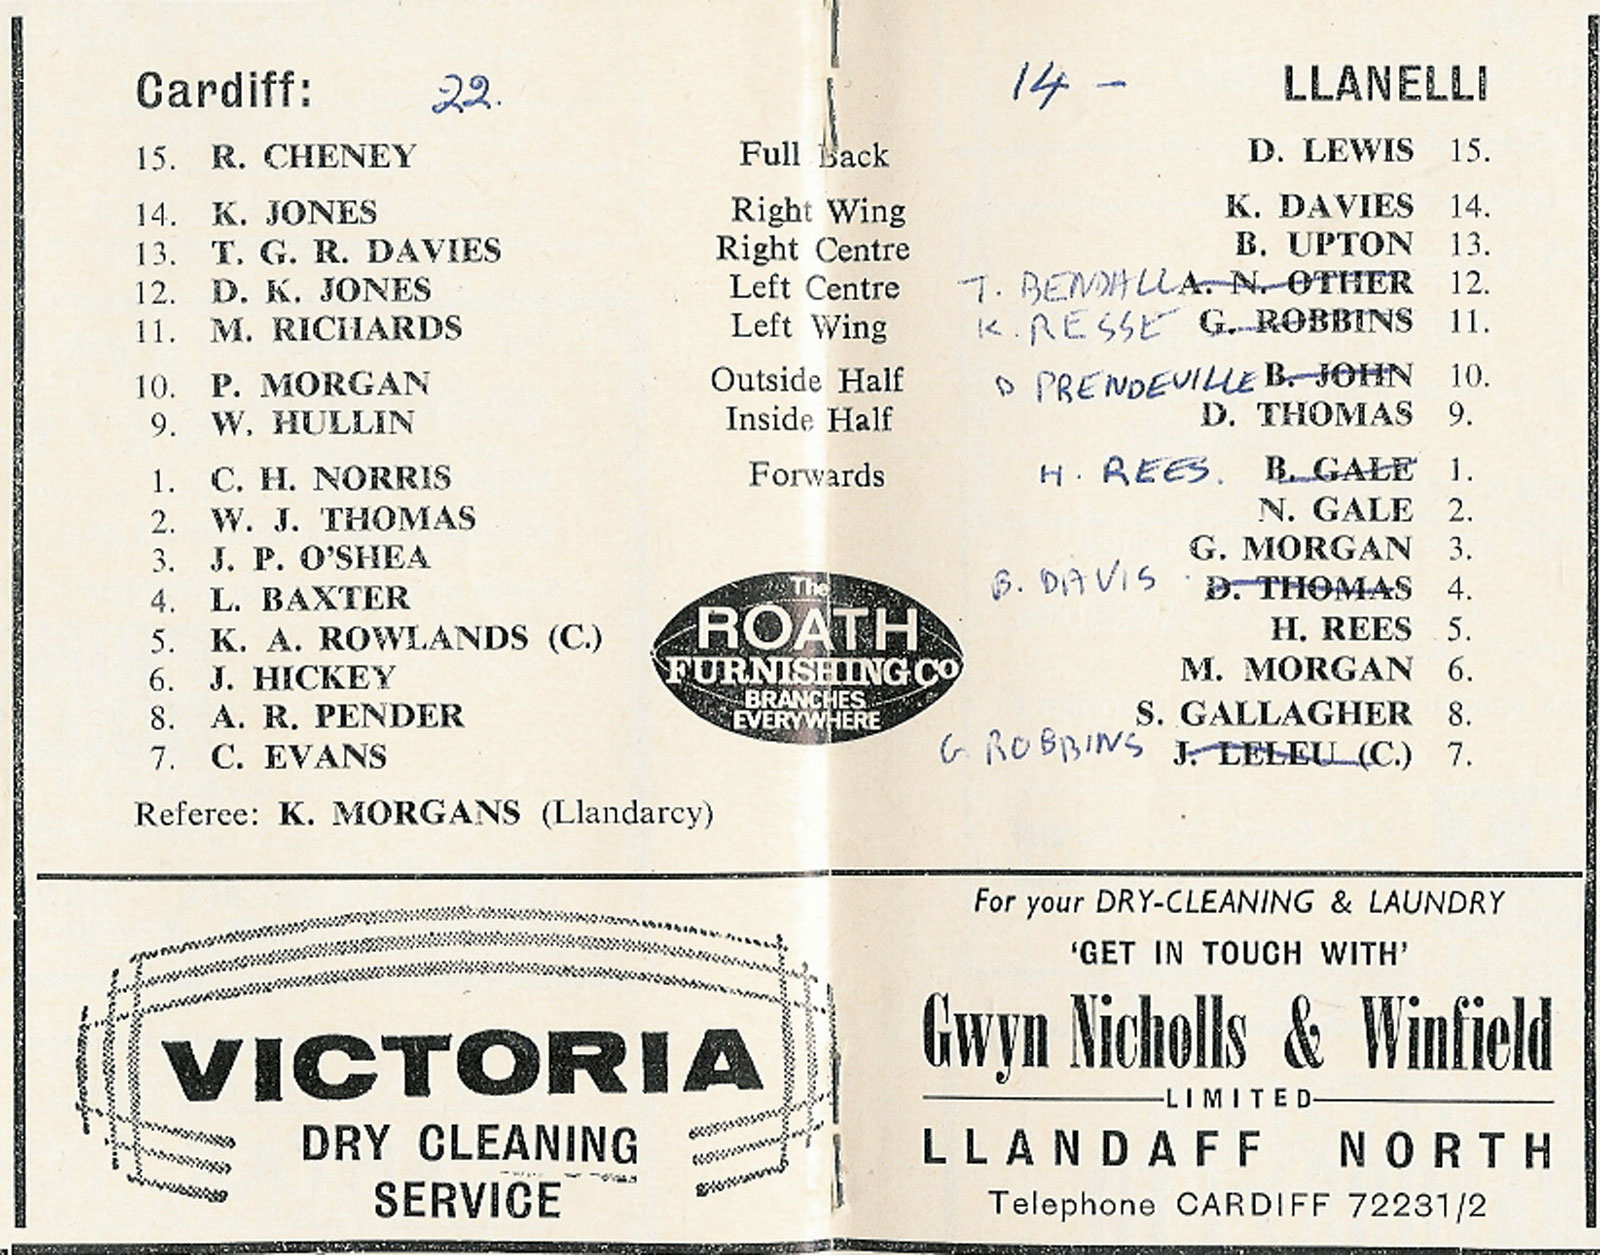 Cardiff: 22. 14 - LLANELLI
15. R. CHENEY Full Back D. LEWIS 15.
14. K. JONES Right Wing K. DAVIES 14.
13. T. G. R. DAVIES Right Centre B. UPTON 13.
12. D. K. JONES Left Centre T. BENDALL A. N. OTHER 12.
11. M. RICHARDS Left Wing K. RESSE G. ROBBINS 11.
10. P. MORGAN Outside Half D PRENDEVILLE B. JOHN 10.
9. W. HULLIN Inside Half D. THOMAS 9.
1. C. H. NORRIS Forwards H. REES. B. GALE 1.
2. W. J. THOMAS N. GALE 2.
3. J. P. O'SHEA G. MORGAN 3.
4. L. BAXTER B. DAVIS D. THOMAS 4.
5. K. A. ROWLANDS (C.) H. REES 5.
6. J. HICKEY M. MORGAN 6.
8. A. R. PENDER S. GALLAGHER 8.
7. C. EVANS G ROBBINS J. LELEU (C.) 7.
The
ROATH
FURNISHING CO
BRANCHES
EVERYWHERE
Referee: K. MORGANS (Llandarcy)
VICTORIA
DRY CLEANING
SERVICE
For your DRY-CLEANING & LAUNDRY
'GET IN TOUCH WITH'
Gwyn Nicholls & Winfield
LIMITED
LLANDAFF NORTH
Telephone CARDIFF 72231/2